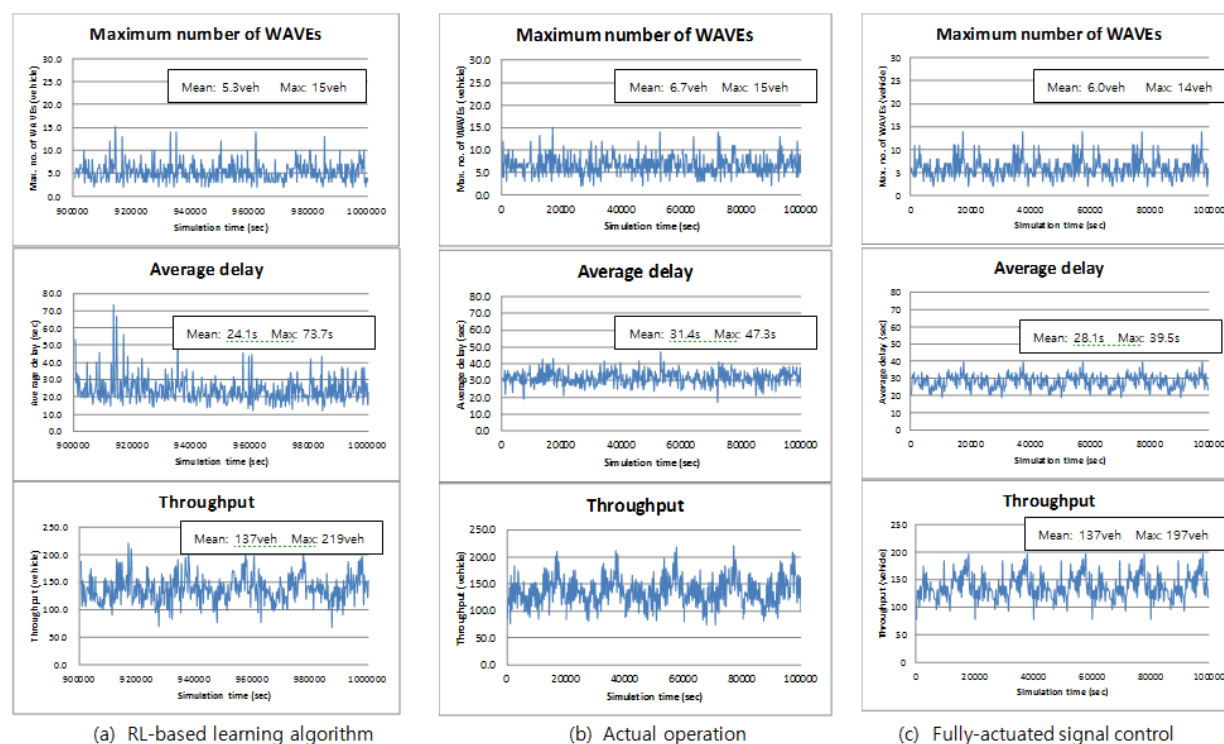 Maximum number of WAVEs
Max. no. of WAVEs (vehicle)
30.0
25.0
20.0
15.0
10.0
5.0
0.0
Mean: 5.3veh Max: 15veh
900000 920000 940000 960000 980000 1000000
Simulation time (sec)
Maximum number of WAVEs
Max. no. of WAVEs (vehicle)
30.0
25.0
20.0
15.0
10.0
5.0
0.0
Mean: 6.7veh Max: 15veh
0 20000 40000 60000 80000 100000
Simulation time (sec)
Maximum number of WAVEs
Max. no. of WAVEs (vehicle)
30
25
20
15
10
5
0
Mean: 6.0veh Max: 14veh
0 20000 40000 60000 80000 100000
Simulation time (sec)
Average delay
Average delay (sec)
80.0
70.0
60.0
50.0
40.0
30.0
20.0
10.0
0.0
Mean: 24.1s Max: 73.7s
900000 920000 940000 960000 980000 1000000
Simulation time (sec)
Average delay
Average delay (sec)
80.0
70.0
60.0
50.0
40.0
30.0
20.0
10.0
0.0
Mean: 31.4s Max: 47.3s
0 20000 40000 60000 80000 100000
Simulation time (sec)
Average delay
Average delay (sec)
80
70
60
50
40
30
20
10
0
Mean: 28.1s Max: 39.5s
0 20000 40000 60000 80000 100000
Simulation time (sec)
Throughput
Throughput (vehicle)
250.0
200.0
150.0
100.0
50.0
0.0
Mean: 137veh Max: 219veh
900000 920000 940000 960000 980000 1000000
Simulation time (sec)
Throughput
Throughput (vehicle)
250.0
200.0
150.0
100.0
50.0
0.0
0 20000 40000 60000 80000 100000
Simulation time (sec)
Throughput
Throughput (vehicle)
250
200
150
100
50
0
Mean: 137veh Max: 197veh
0 20000 40000 60000 80000 100000
Simulation time (sec)
(a) RL-based learning algorithm
(b) Actual operation
(c) Fully-actuated signal control